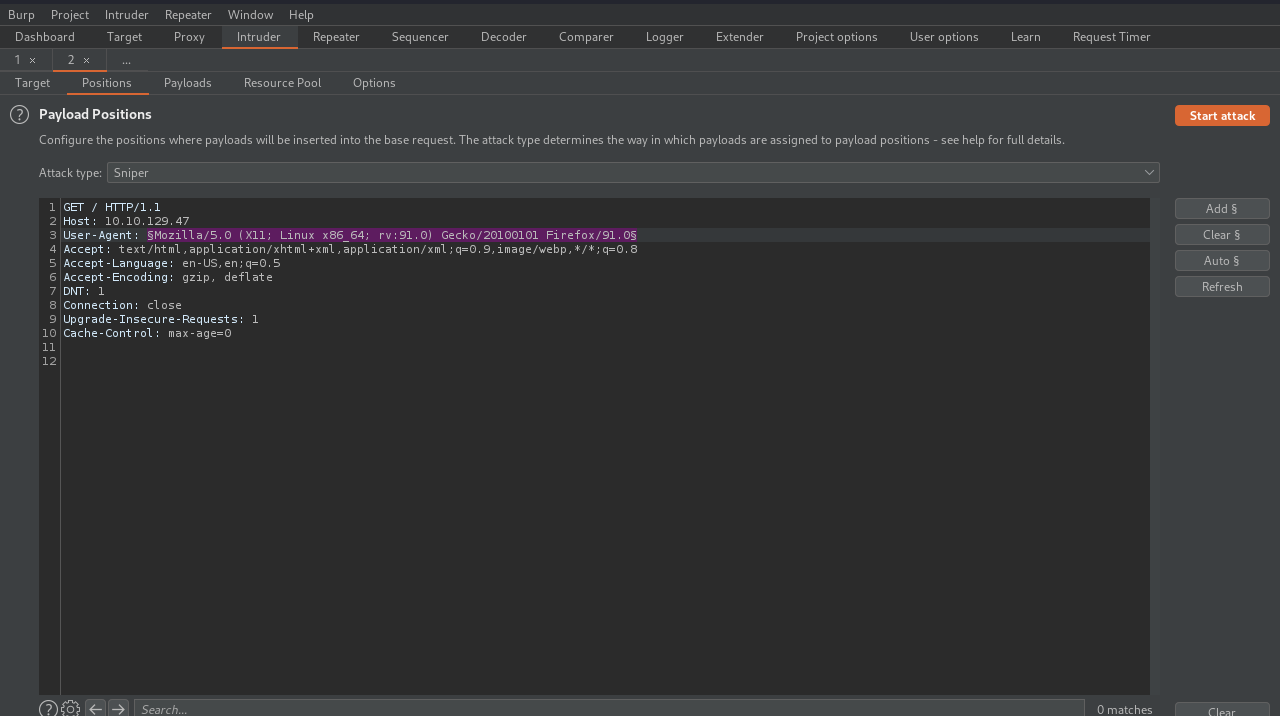 Burp Project Intruder Repeater Window Help
Dashboard Target Proxy Intruder Repeater Sequencer Decoder Comparer Logger Extender Project options User options Learn Request Timer
1 × 2 × ...
Target Positions Payloads Resource Pool Options
? Payload Positions Start attack
Configure the positions where payloads will be inserted into the base request. The attack type determines the way in which payloads are assigned to payload positions - see help for full details.
Attack type: Sniper
1 GET / HTTP/1.1 Add §
2 Host: 10.10.129.47
3 User-Agent: §Mozilla/5.0 (X11; Linux x86_64; rv:91.0) Gecko/20100101 Firefox/91.0§ Clear §
4 Accept: text/html,application/xhtml+xml,application/xml;q=0.9,image/webp,*/*;q=0.8
5 Accept-Language: en-US,en;q=0.5 Auto §
6 Accept-Encoding: gzip, deflate
7 DNT: 1 Refresh
8 Connection: close
9 Upgrade-Insecure-Requests: 1
10 Cache-Control: max-age=0
11
12
? Search... 0 matches Clear